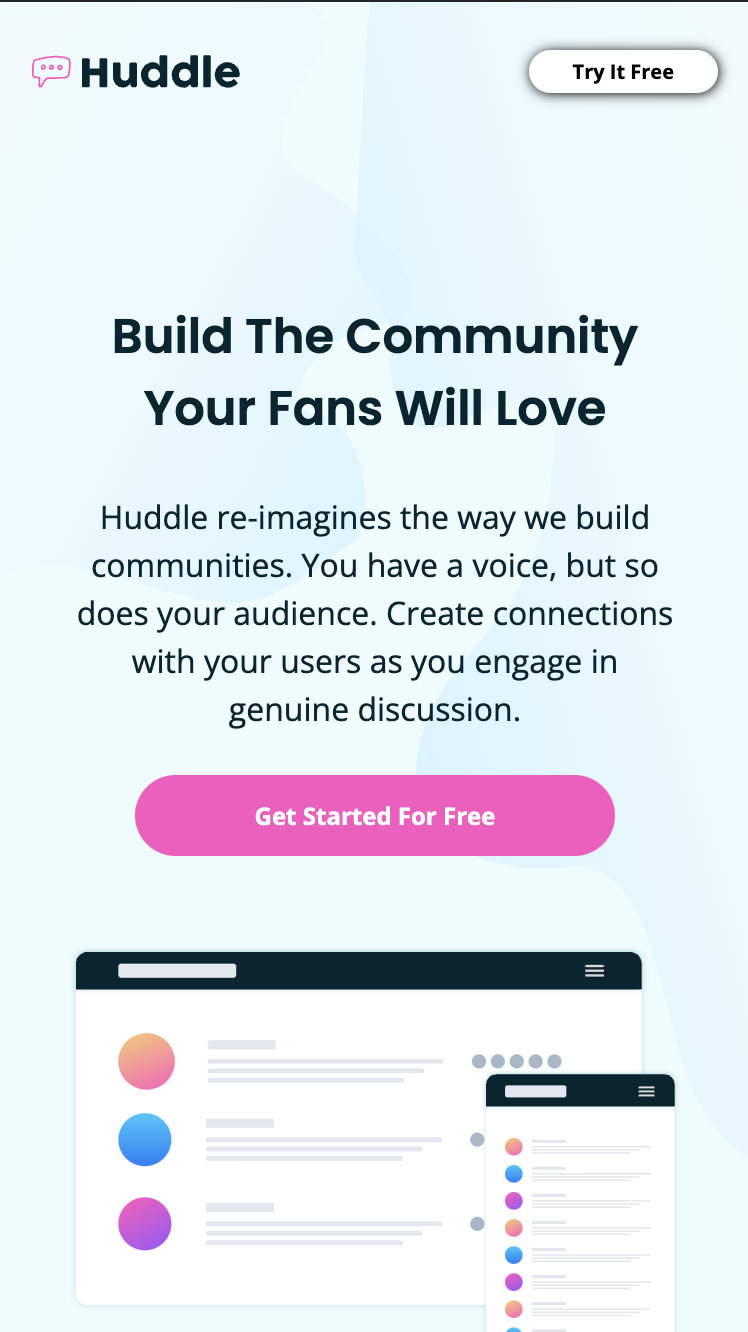 Huddle
Try It Free
Build The Community
Your Fans Will Love
Huddle re-imagines the way we build
communities. You have a voice, but so
does your audience. Create connections
with your users as you engage in
genuine discussion.
Get Started For Free